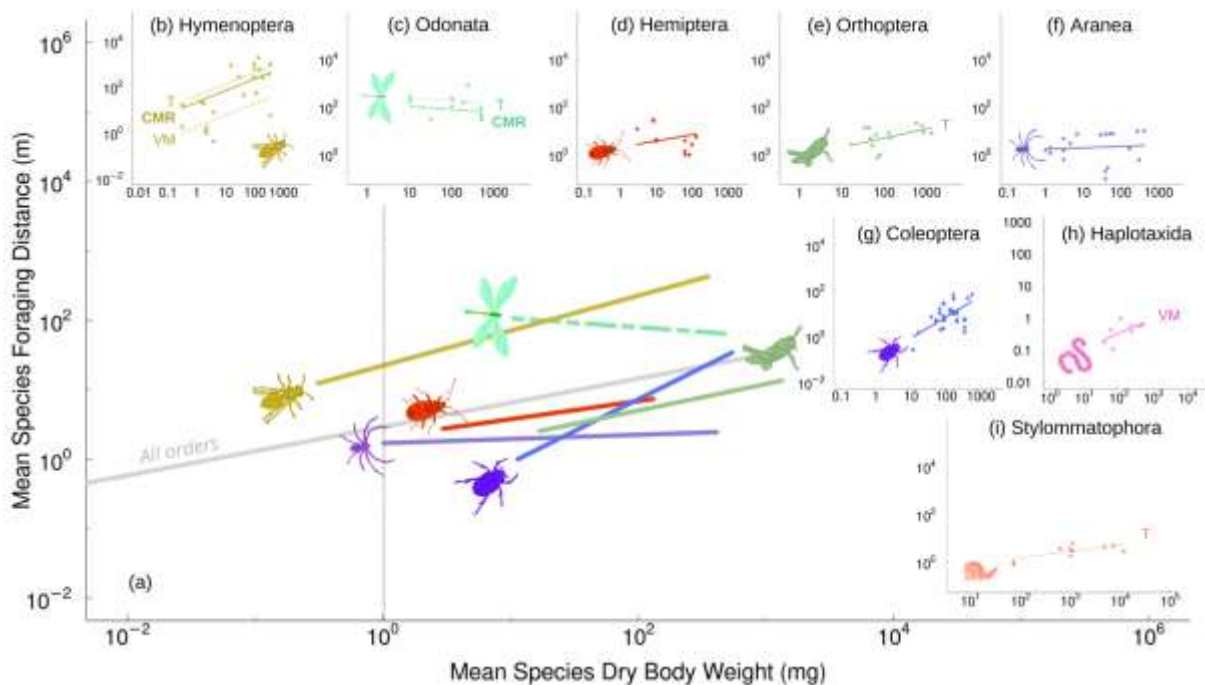 (b) Hymenoptera
(c) Odonata
(d) Hemiptera
(e) Orthoptera
(f) Aranea
10⁶
10⁴
10²
10⁰
10⁻²
T
CMR
VM
0.01 0.1 1 10 100 1000
10⁴
10²
10⁰
T
CMR
1 10 100 1000
10⁴
10²
10⁰
0.1 1 10 100 1000
10⁴
10²
10⁰
T
1 10 100 1000
10⁴
10²
10⁰
0.1 1 10 100 1000
(g) Coleoptera
10⁴
10²
10⁰
10⁻²
0.1 1 10 100 1000
(h) Haplotaxida
1000
100
10
1
0.1
0.01
VM
10⁰ 10² 10⁴
(i) Stylommatophora
10⁴
10²
10⁰
T
10¹ 10² 10³ 10⁴ 10⁵
Mean Species Foraging Distance (m)
10⁴
10²
10⁰
10⁻²
All orders
(a)
10⁻² 10⁰ 10² 10⁴ 10⁶
Mean Species Dry Body Weight (mg)